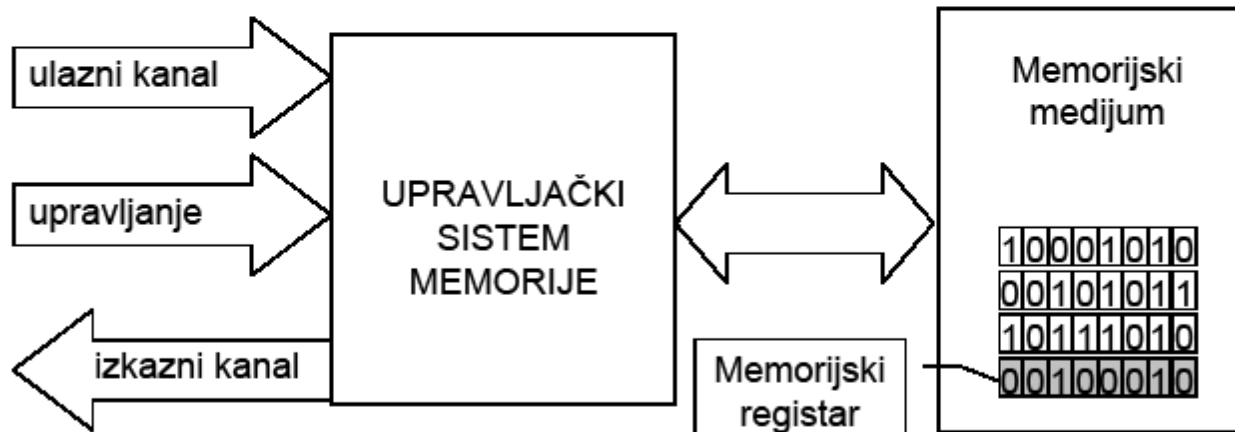 ulazni kanal
upravljanje
izkazni kanal
UPRAVLJAČKI
SISTEM
MEMORIJE
Memorijski
medijum
10001010
00101011
10111010
00100010
Memorijski
registar